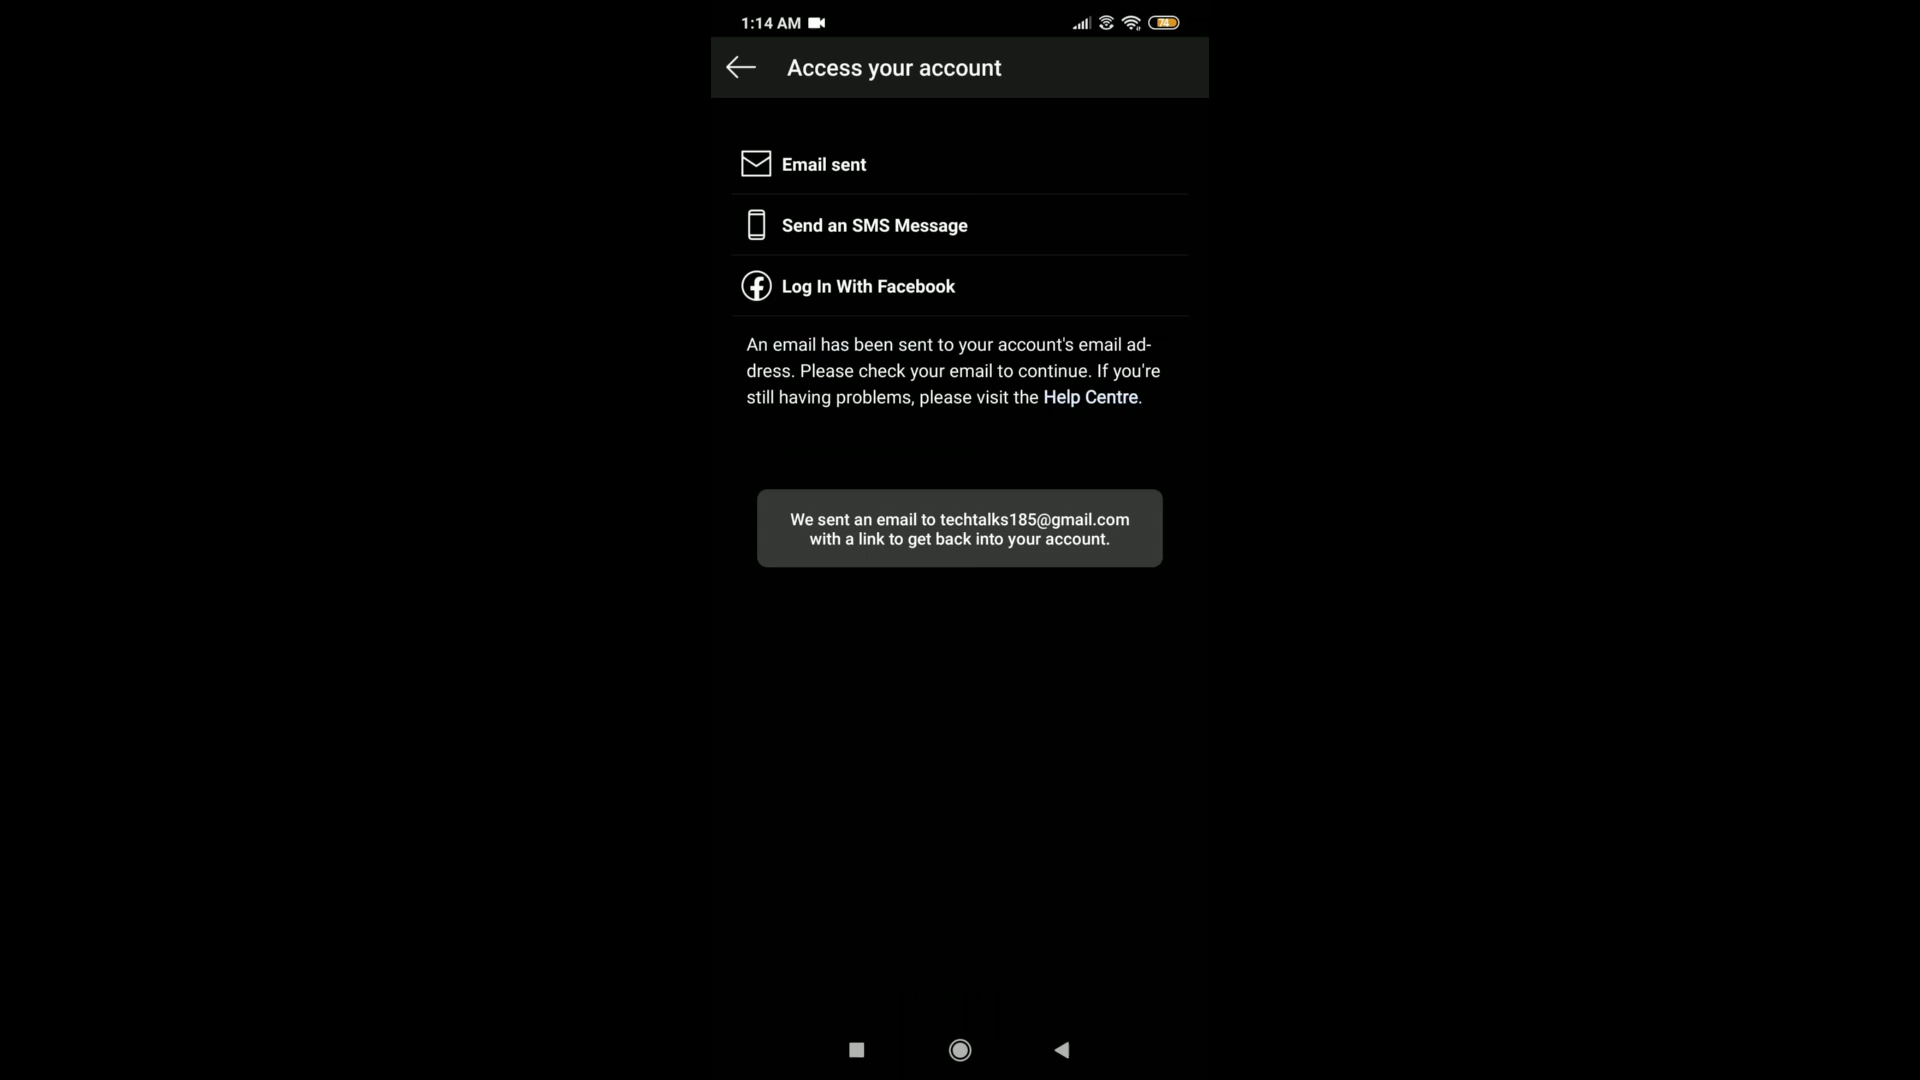 1:14 AM
74
Access your account
Email sent
Send an SMS Message
Log In With Facebook
An email has been sent to your account's email ad-
dress. Please check your email to continue. If you're
still having problems, please visit the Help Centre.
We sent an email to techtalks185@gmail.com
with a link to get back into your account.